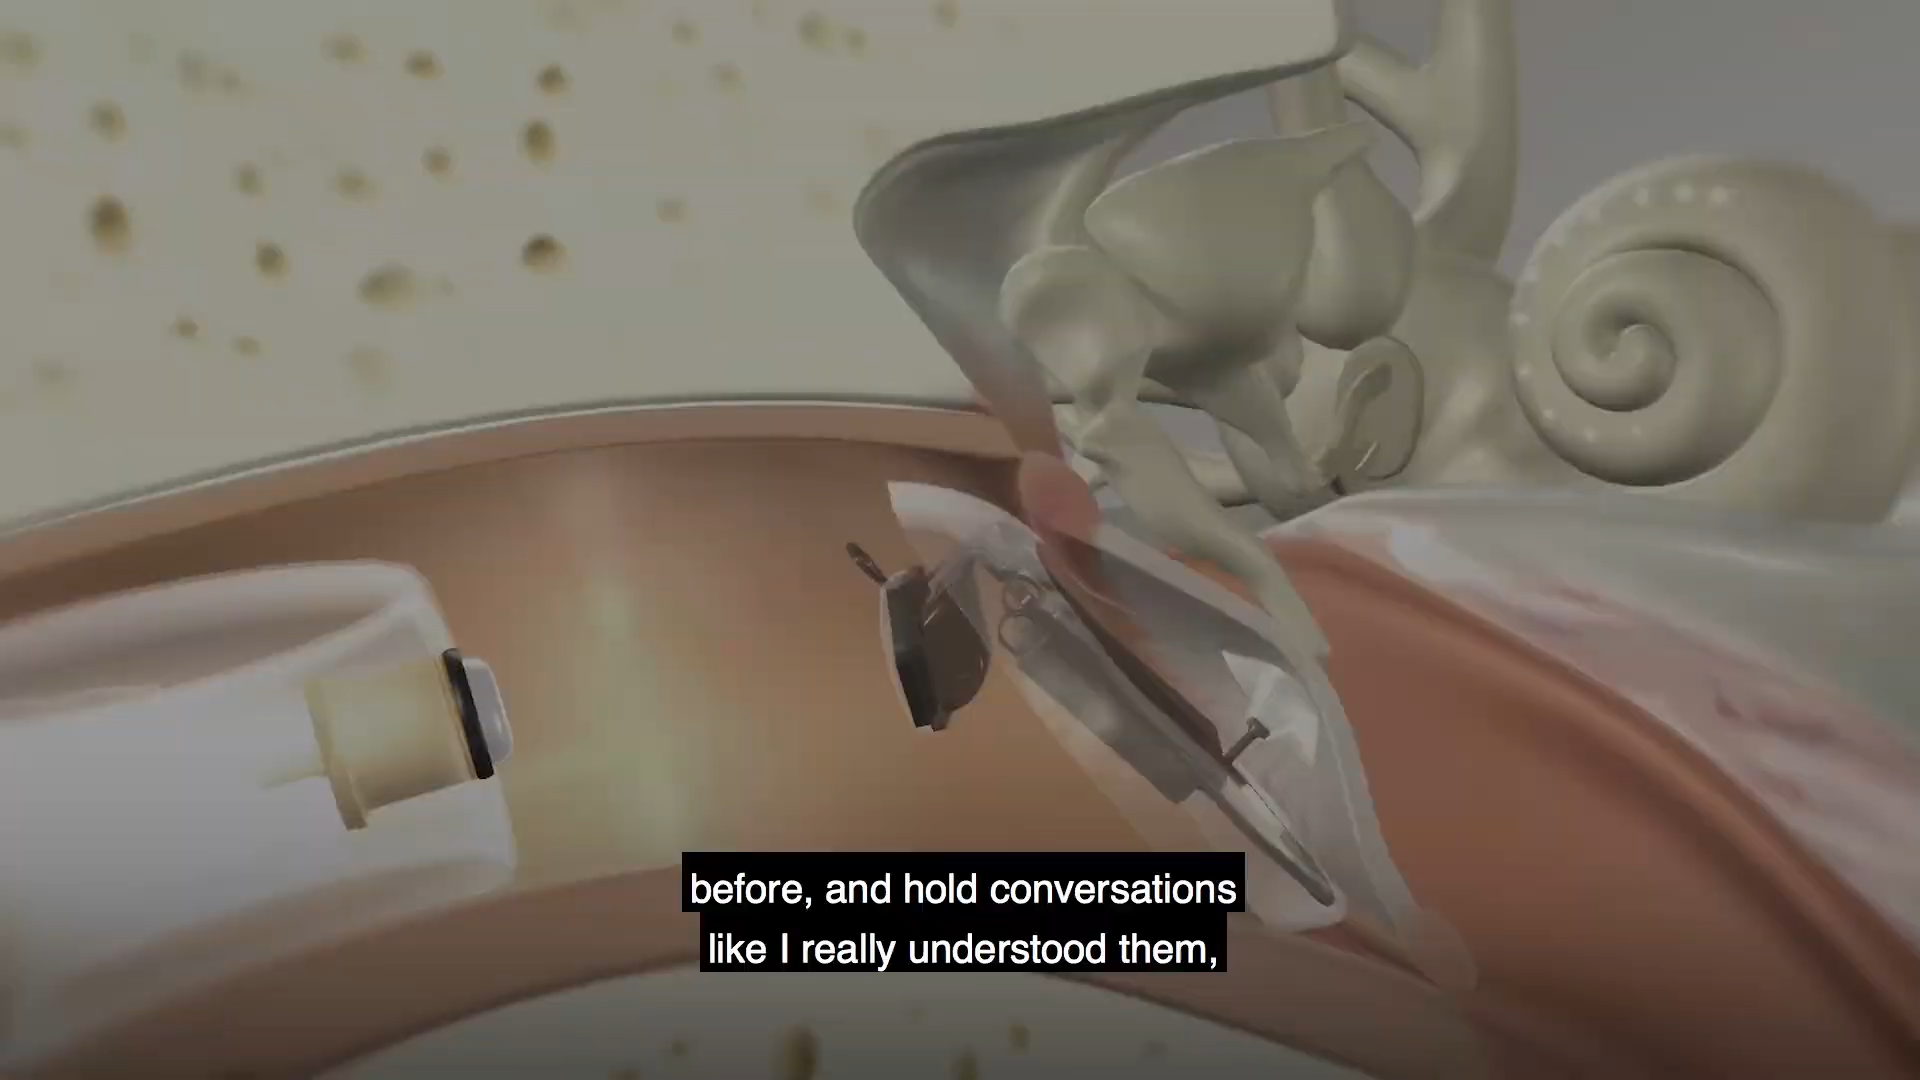 before, and hold conversations
like I really understood them,